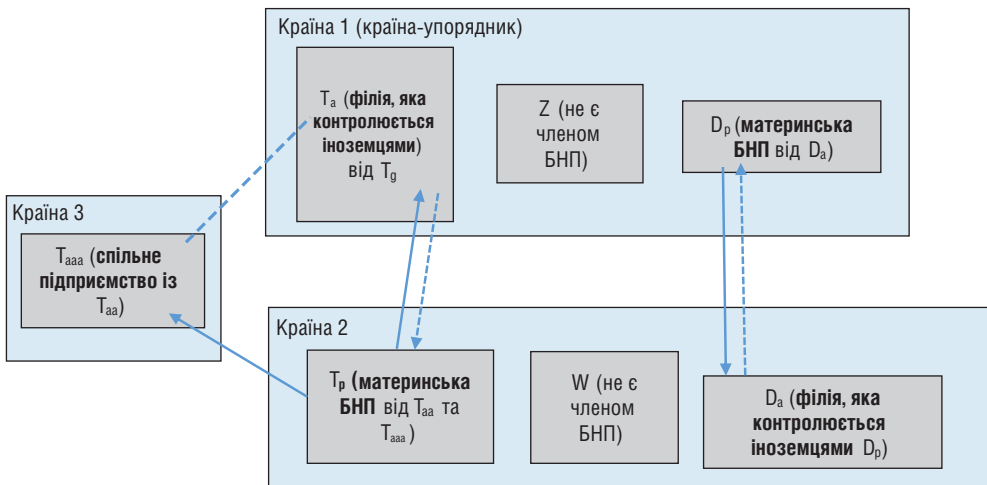 Країна 1 (країна-упорядник)
Tₐ (філія, яка
контролюється
іноземцями)
від T_g
Z (не є
членом
БНП)
Dₚ (материнська
БНП від Dₐ)
Країна 3
Tₐₐₐ (спільне
підприємство із
Tₐₐ)
Країна 2
Tₚ (материнська
БНП від Tₐₐ та
Tₐₐₐ)
W (не є
членом
БНП)
Dₐ (філія, яка
контролюється
іноземцями Dₚ)